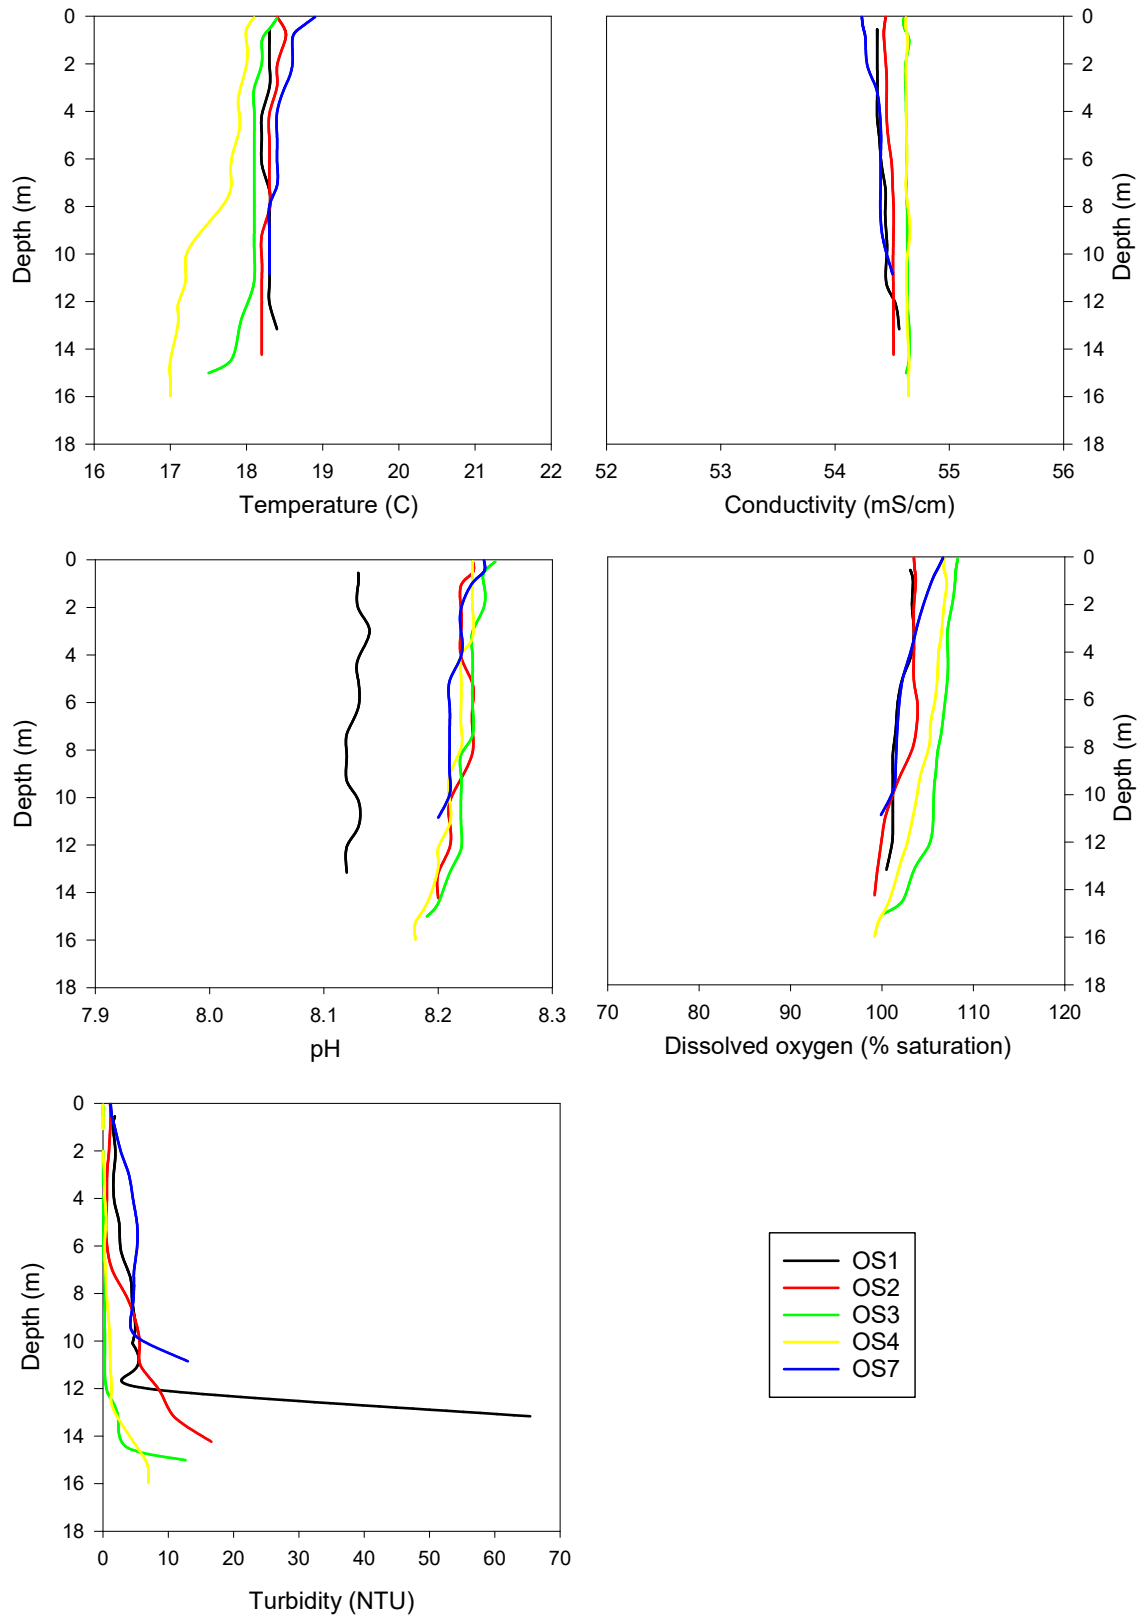 0
2
4
6
8
10
12
14
16
18
Depth (m)
16 17 18 19 20 21 22
Temperature (C)
0
2
4
6
8
10
12
14
16
18
Depth (m)
52 53 54 55 56
Conductivity (mS/cm)
0
2
4
6
8
10
12
14
16
18
Depth (m)
7.9 8.0 8.1 8.2 8.3
pH
0
2
4
6
8
10
12
14
16
18
Depth (m)
70 80 90 100 110 120
Dissolved oxygen (% saturation)
0
2
4
6
8
10
12
14
16
18
Depth (m)
0 10 20 30 40 50 60 70
Turbidity (NTU)
OS1
OS2
OS3
OS4
OS7